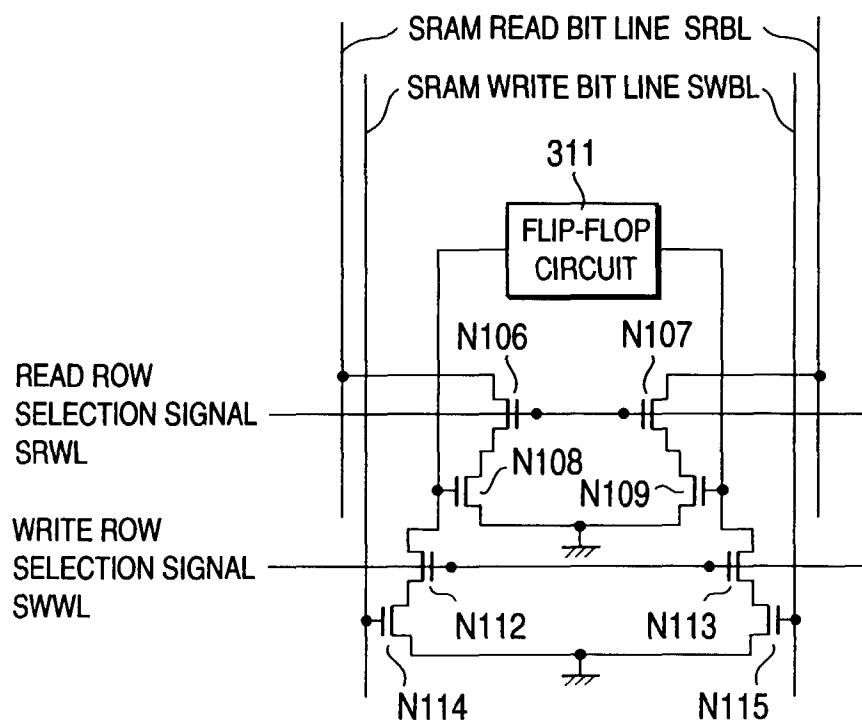 SRAM READ BIT LINE SRBL
SRAM WRITE BIT LINE SWBL
311
FLIP-FLOP
CIRCUIT
N106
N107
READ ROW
SELECTION SIGNAL
SRWL
N108
N109
WRITE ROW
SELECTION SIGNAL
SWWL
N112
N113
N114
N115